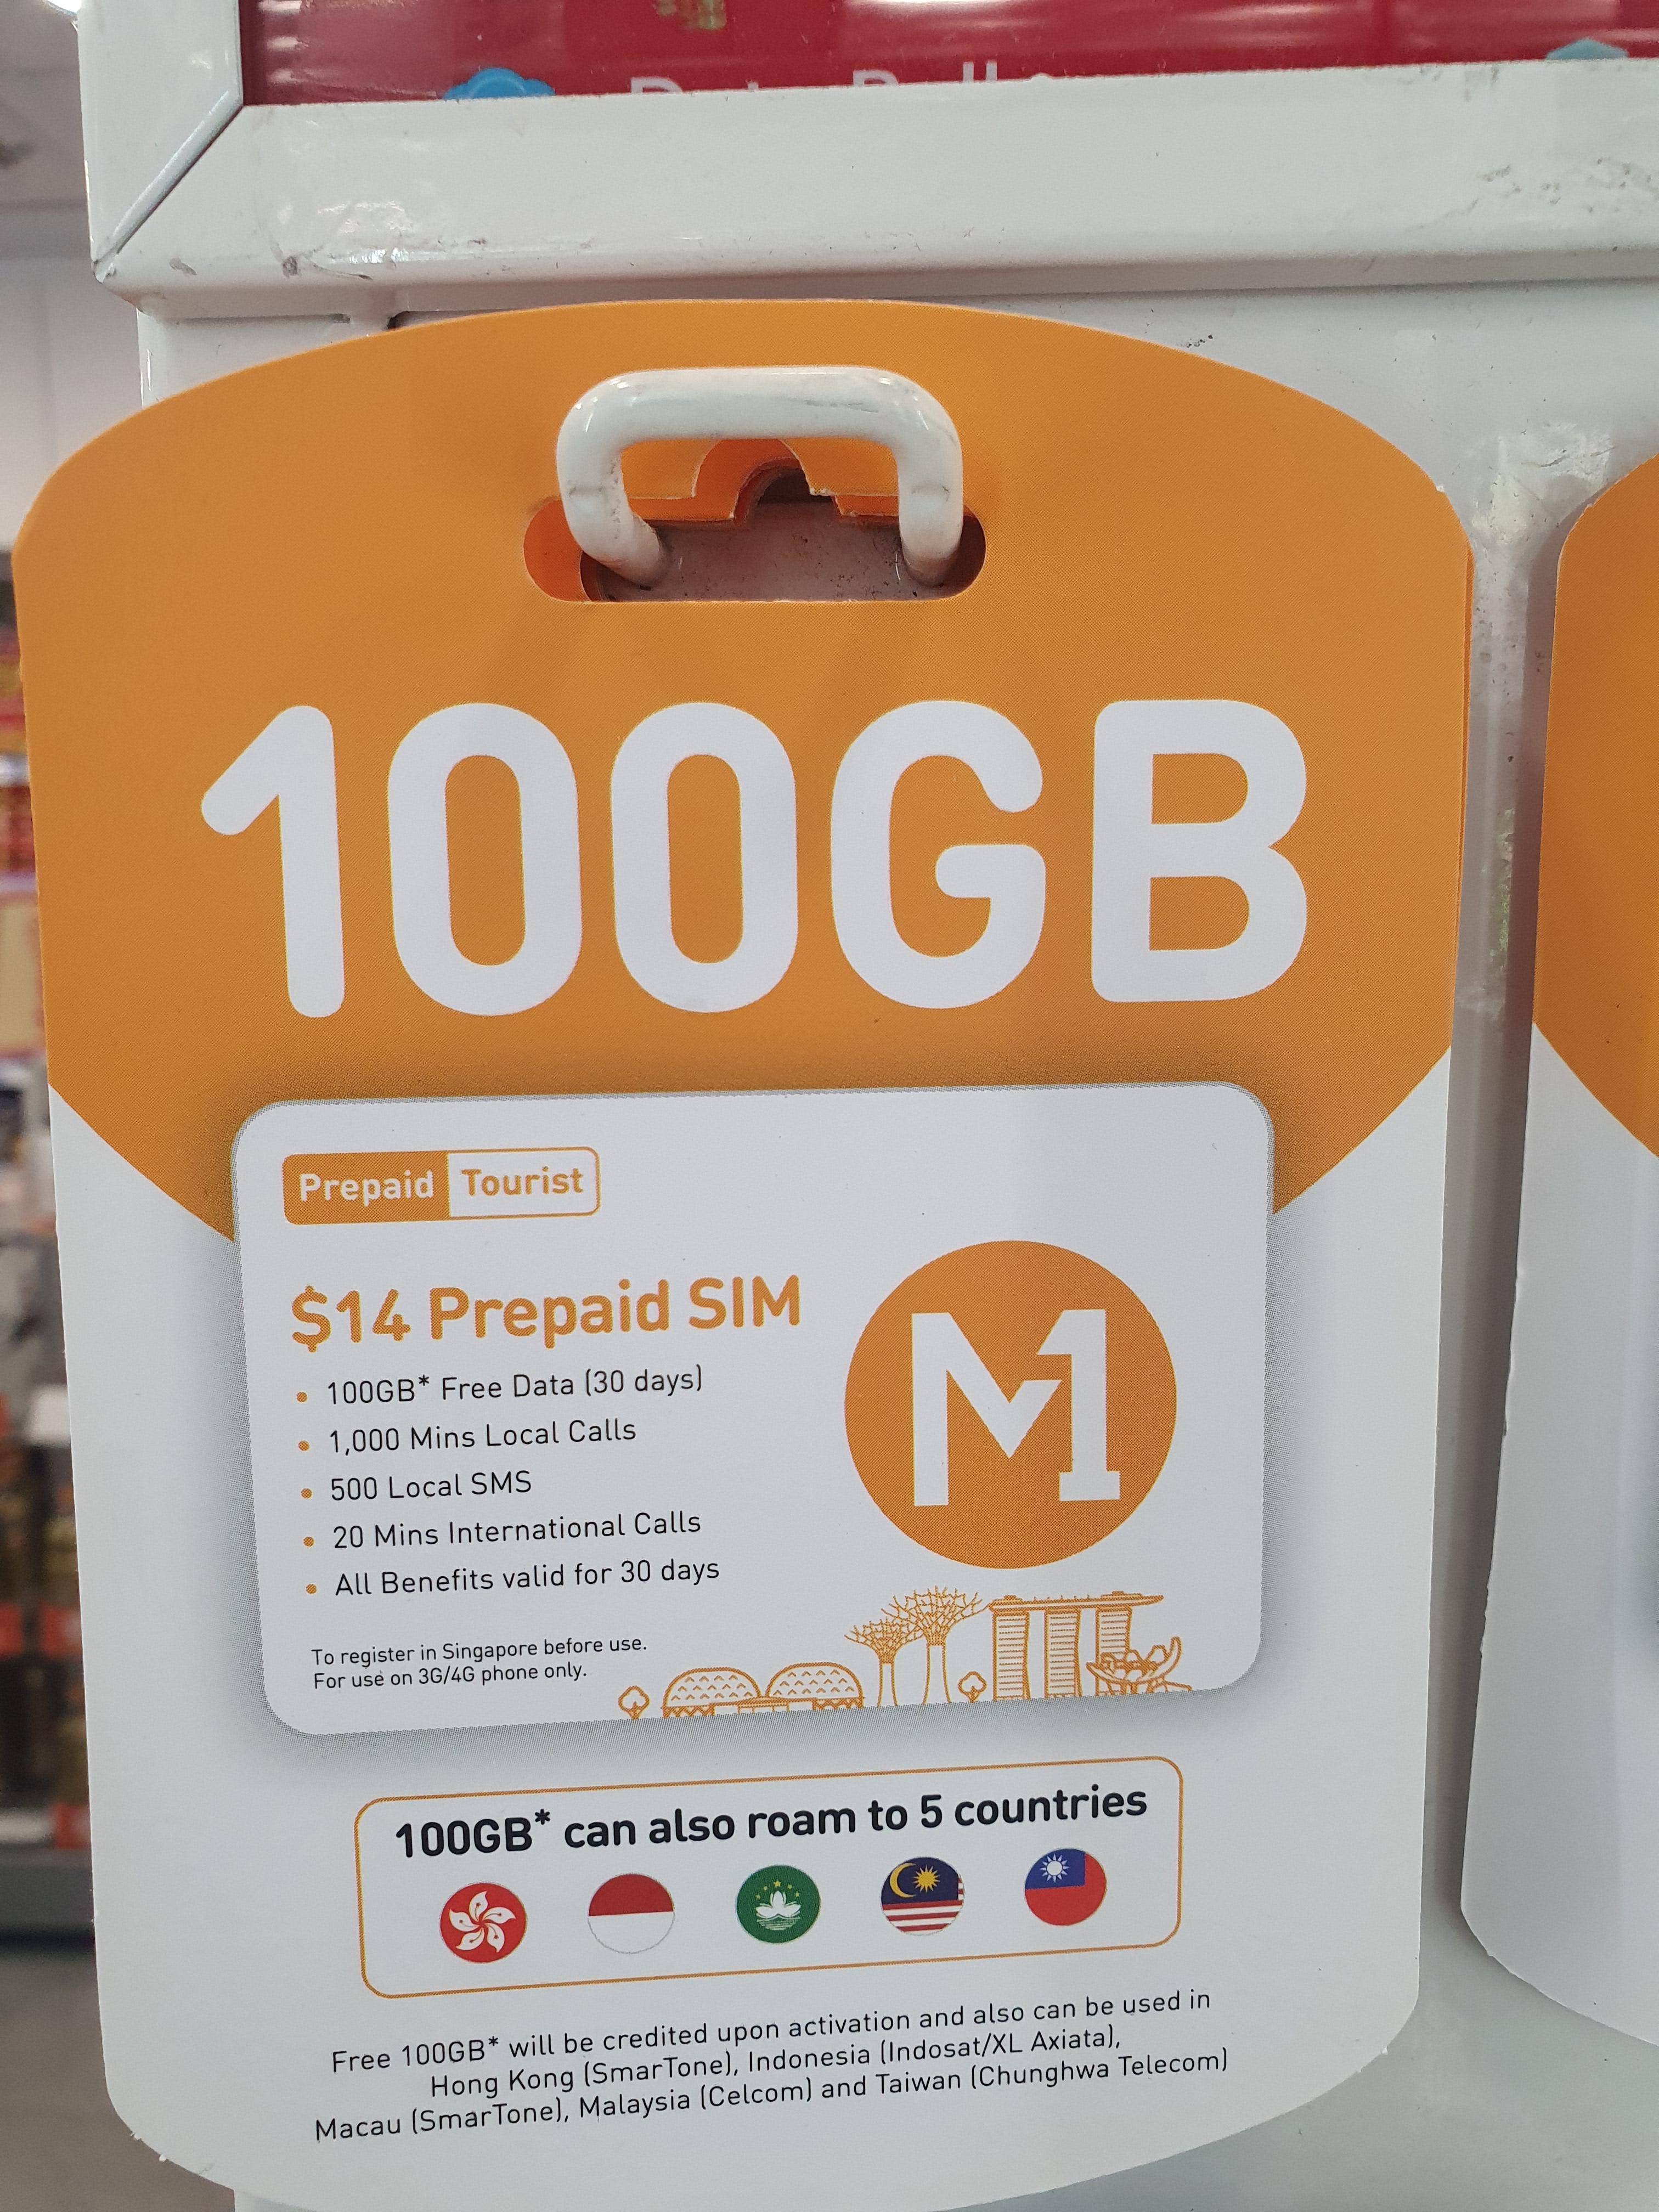 100GB
Prepaid Tourist
$14 Prepaid SIM
• 100GB* Free Data (30 days)
• 1,000 Mins Local Calls
• 500 Local SMS
• 20 Mins International Calls
• All Benefits valid for 30 days
M1
To register in Singapore before use.
For use on 3G/4G phone only.
100GB* can also roam to 5 countries
Free 100GB* will be credited upon activation and also can be used in
Hong Kong (SmarTone), Indonesia (Indosat/XL Axiata),
Macau (SmarTone), Malaysia (Celcom) and Taiwan (Chunghwa Telecom)